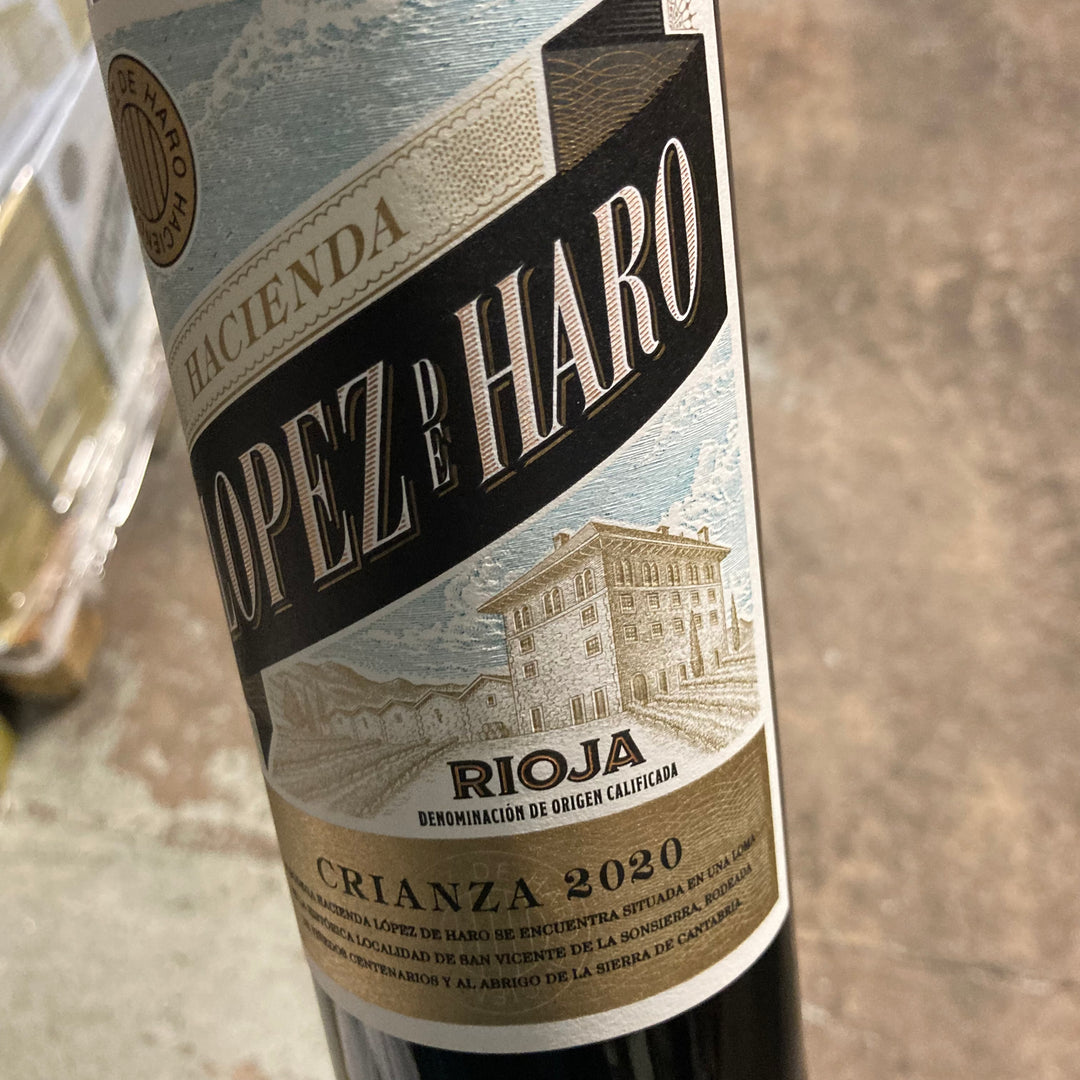 DE HARO HACIEN
HACIENDA
LOPEZ DE HARO
RIOJA
DENOMINACIÓN DE ORIGEN CALIFICADA
CRIANZA 2020
HACIENDA LÓPEZ DE HARO SE ENCUENTRA SITUADA EN UNA LOMA
HISTÓRICA LOCALIDAD DE SAN VICENTE DE LA SONSIERRA, RODEADA
VIÑEDOS CENTENARIOS Y AL ABRIGO DE LA SIERRA DE CANTABRIA